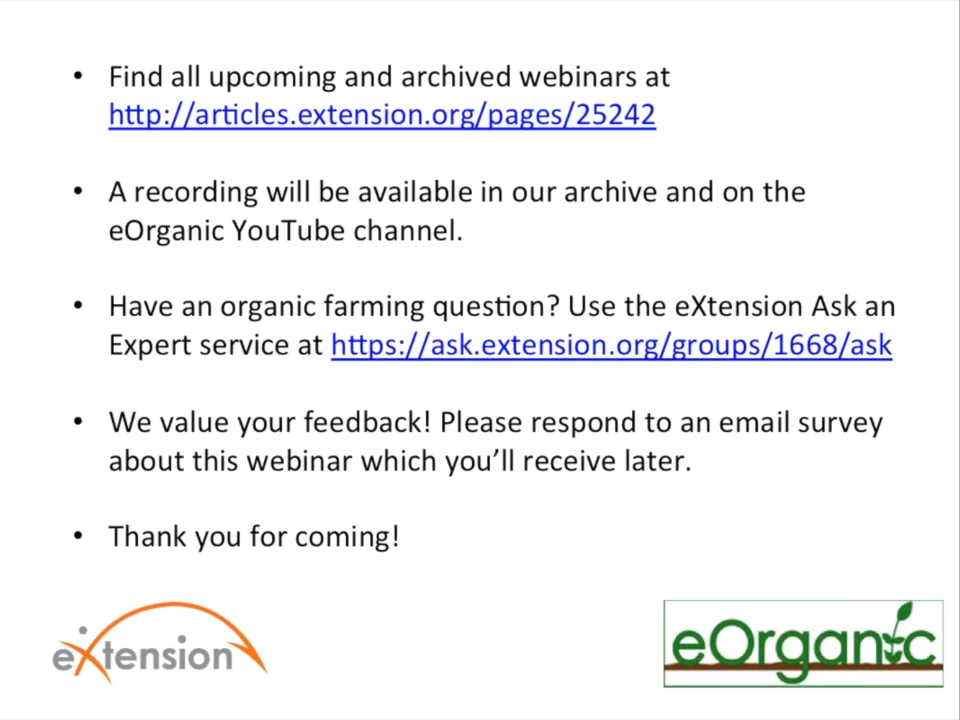 • Find all upcoming and archived webinars at
http://articles.extension.org/pages/25242
• A recording will be available in our archive and on the
eOrganic YouTube channel.
• Have an organic farming question? Use the eXtension Ask an
Expert service at https://ask.extension.org/groups/1668/ask
• We value your feedback! Please respond to an email survey
about this webinar which you’ll receive later.
• Thank you for coming!
eXtension
eOrganic